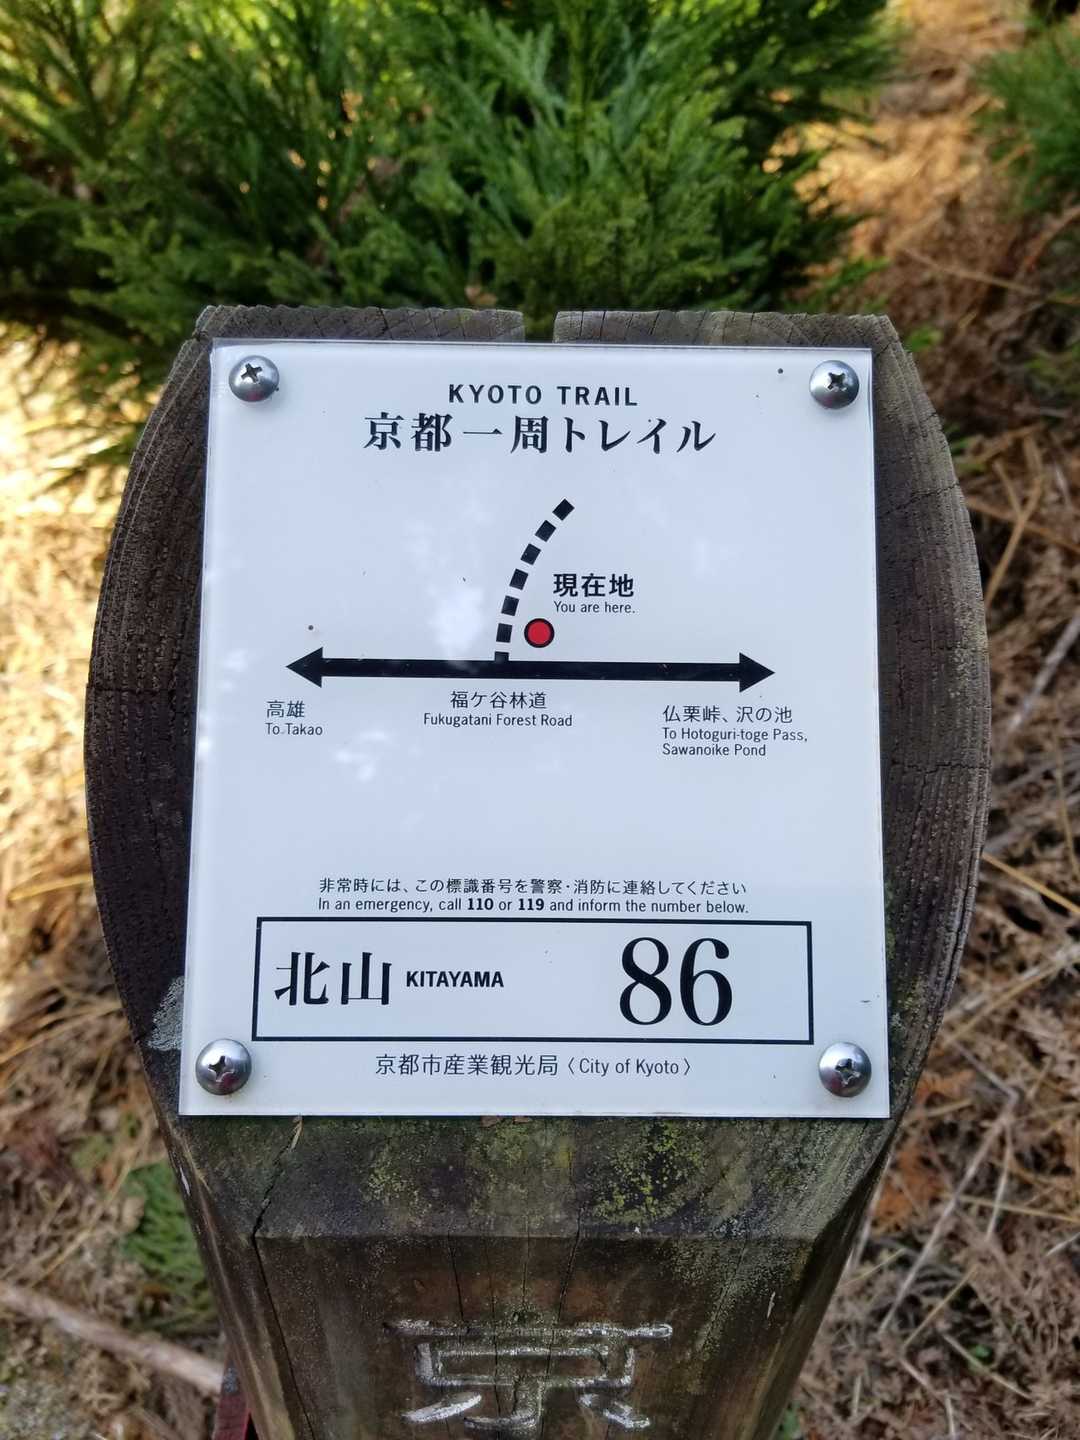 KYOTO TRAIL
京都一周トレイル
現在地
You are here.
高雄
To Takao
福ケ谷林道
Fukugatani Forest Road
仏栗峠、沢の池
To Hotoguri-toge Pass,
Sawanoike Pond
非常時には、この標識番号を警察・消防に連絡してください
In an emergency, call 110 or 119 and inform the number below.
北山 KITAYAMA 86
京都市産業観光局〈City of Kyoto〉
京